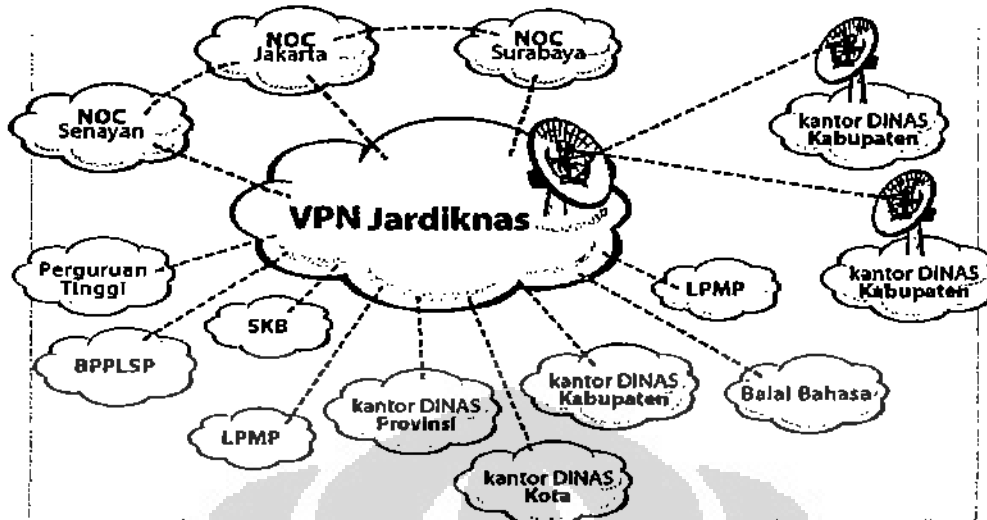 NOC
Jakarta
NOC
Surabaya
NOC
Senayan
kantor DINAS
Kabupaten
VPN Jardiknas
kantor DINAS
Kabupaten
Perguruan
Tinggi
LPMP
SKB
BPPLSP
kantor DINAS
Provinsi
kantor DINAS
Kabupaten
Balai Bahasa
LPMP
kantor DINAS
Kota